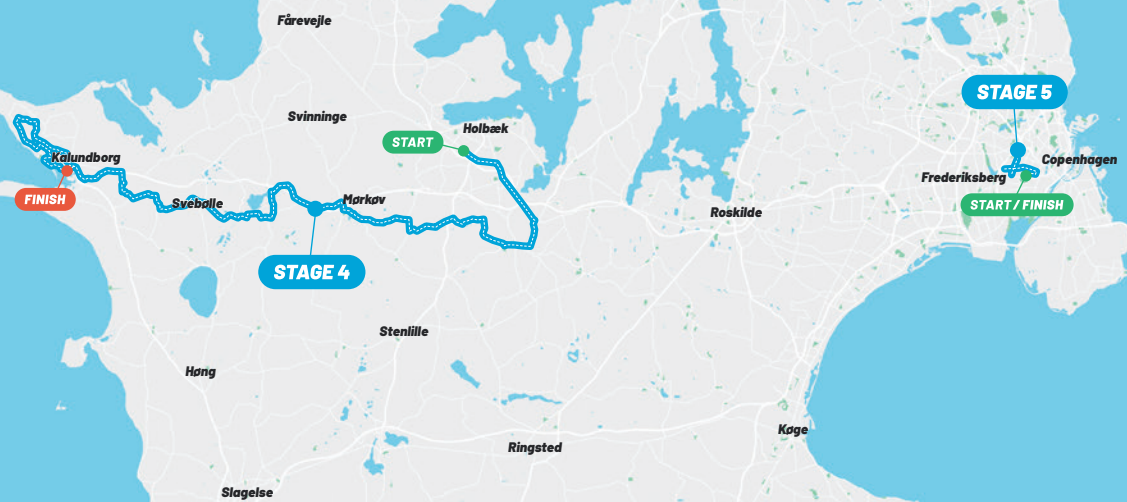 Fårevejle
STAGE 5
Svinninge
Holbæk
START
Kalundborg
Copenhagen
Frederiksberg
FINISH
Svebølle
Mørkøv
START / FINISH
Roskilde
STAGE 4
Stenlille
Høng
Køge
Ringsted
Slagelse